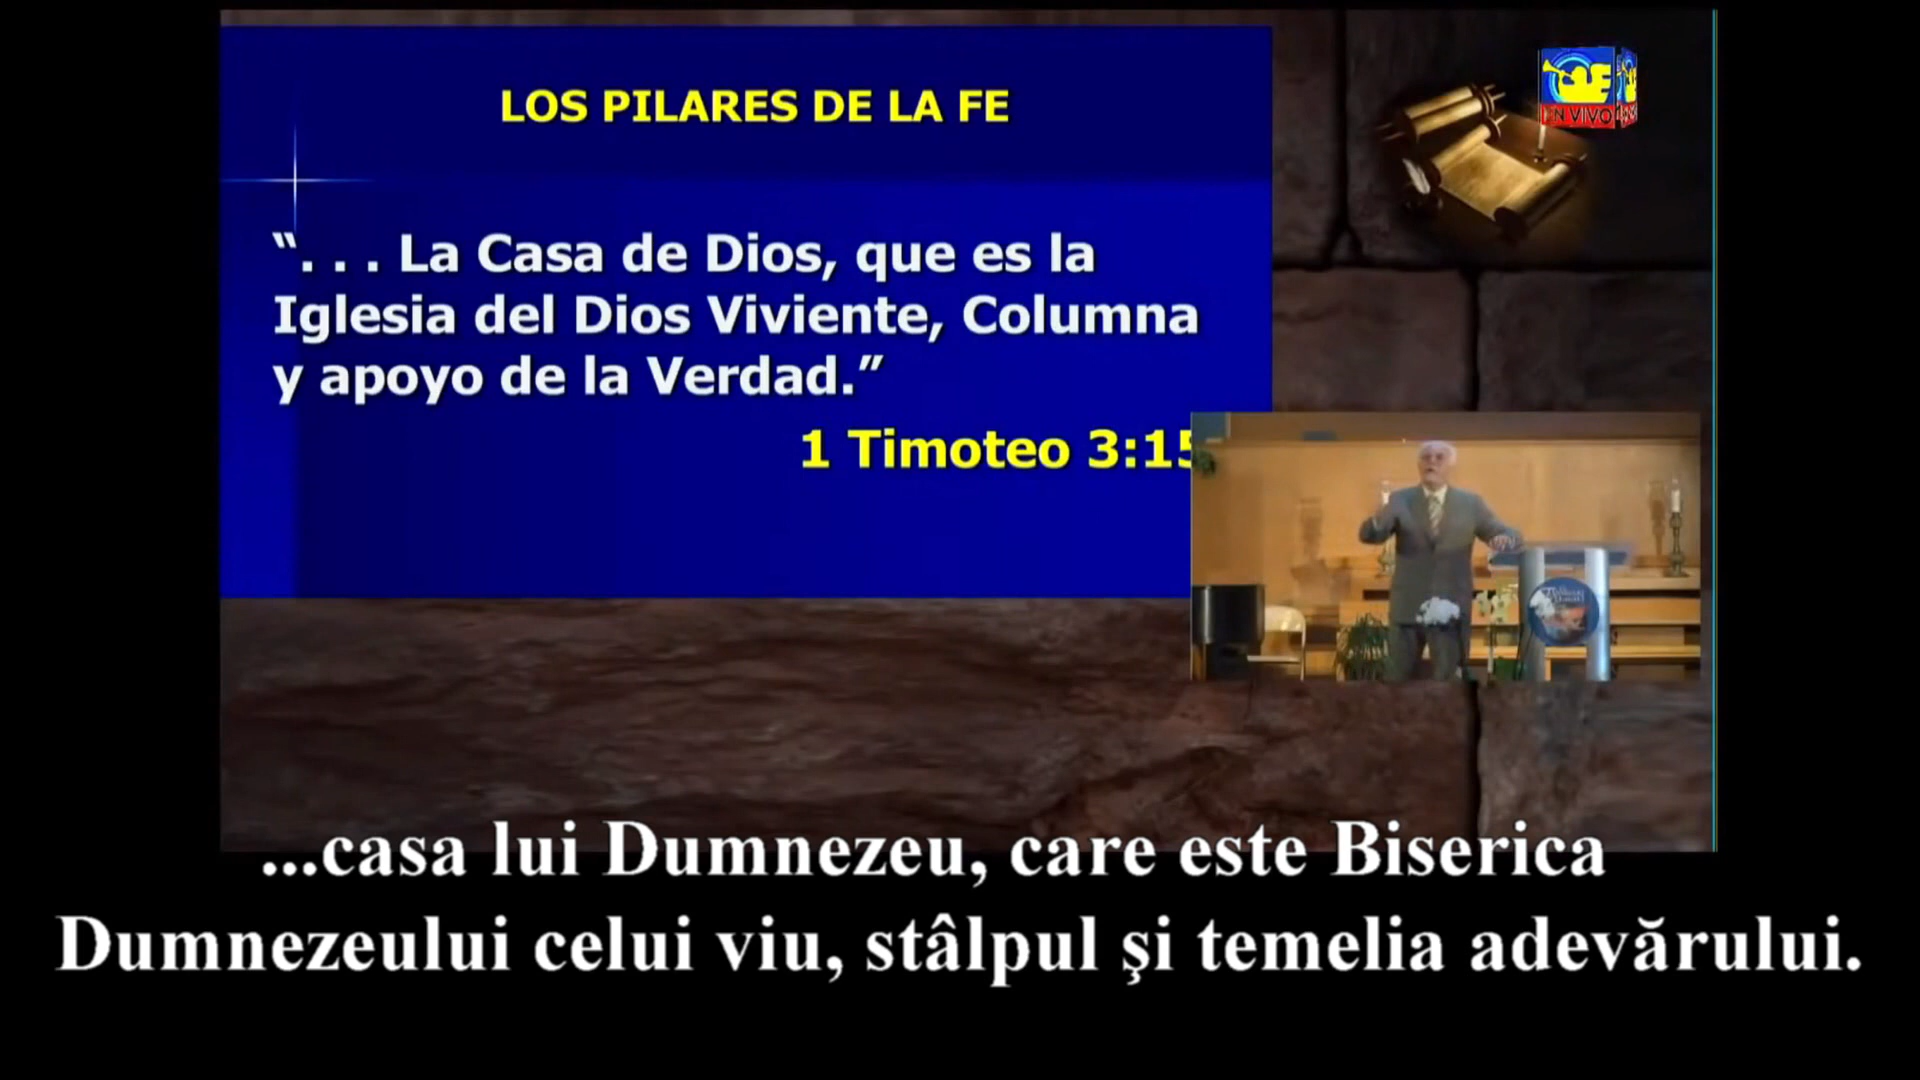 LOS PILARES DE LA FE
“. . . La Casa de Dios, que es la
Iglesia del Dios Viviente, Columna
y apoyo de la Verdad.”
1 Timoteo 3:15
EN VIVO
...casa lui Dumnezeu, care este Biserica
Dumnezeului celui viu, stâlpul şi temelia adevărului.